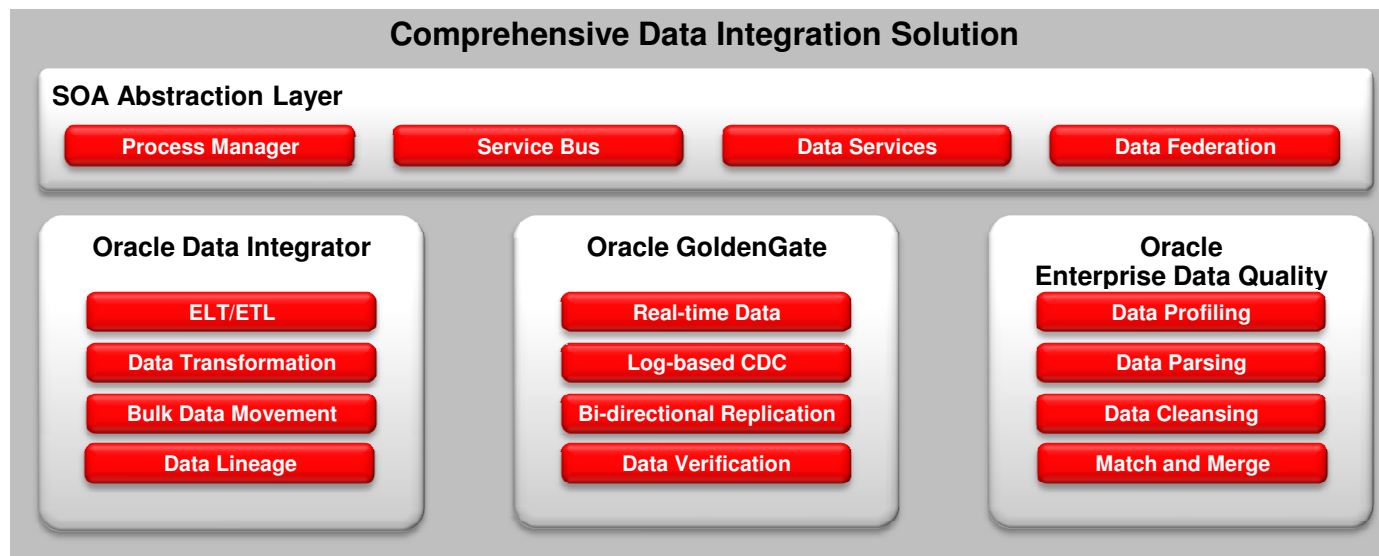 Comprehensive Data Integration Solution
SOA Abstraction Layer
Process Manager
Service Bus
Data Services
Data Federation
Oracle Data Integrator
ELT/ETL
Data Transformation
Bulk Data Movement
Data Lineage
Oracle GoldenGate
Real-time Data
Log-based CDC
Bi-directional Replication
Data Verification
Oracle
Enterprise Data Quality
Data Profiling
Data Parsing
Data Cleansing
Match and Merge